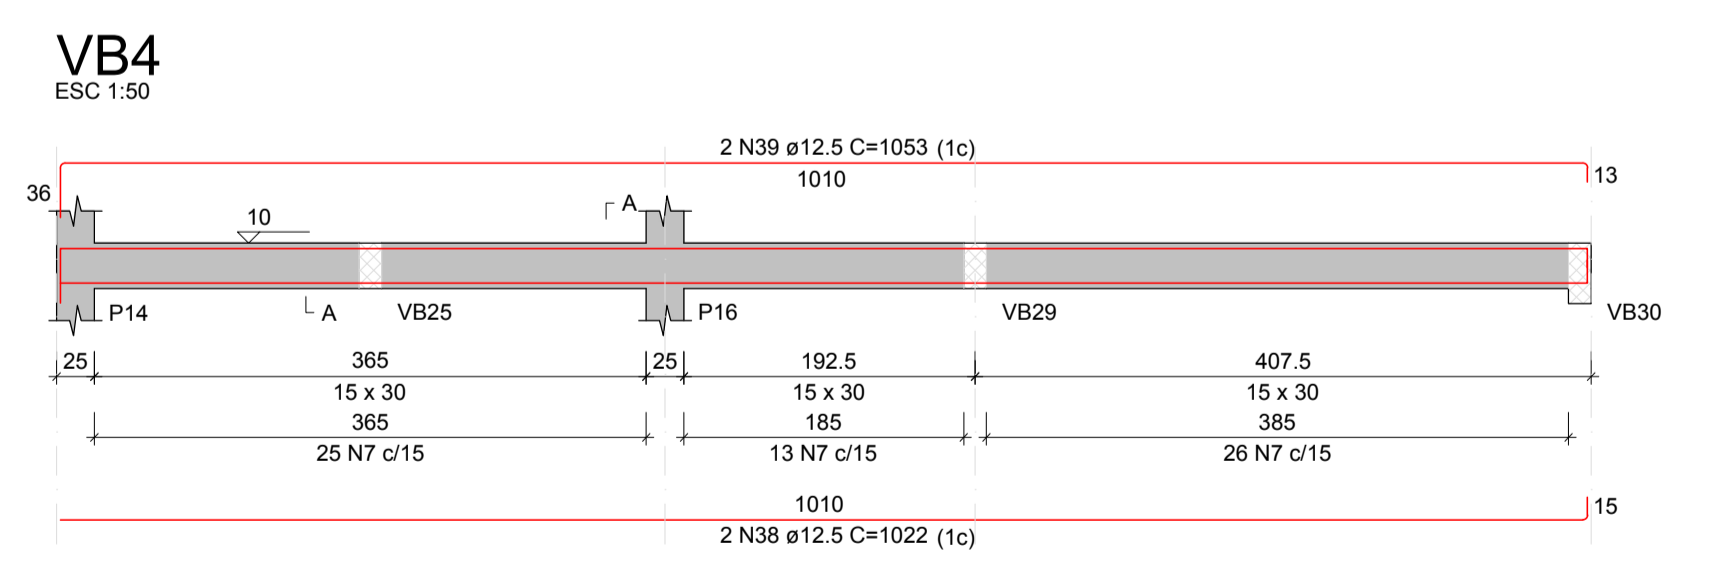 VB4
ESC 1:50
2 N39 ø12.5 C=1053 (1c)
1010
13
36
10
A
P14
A
VB25
P16
VB29
VB30
25
365
25
192.5
407.5
15 x 30
15 x 30
15 x 30
365
185
385
25 N7 c/15
13 N7 c/15
26 N7 c/15
1010
15
2 N38 ø12.5 C=1022 (1c)